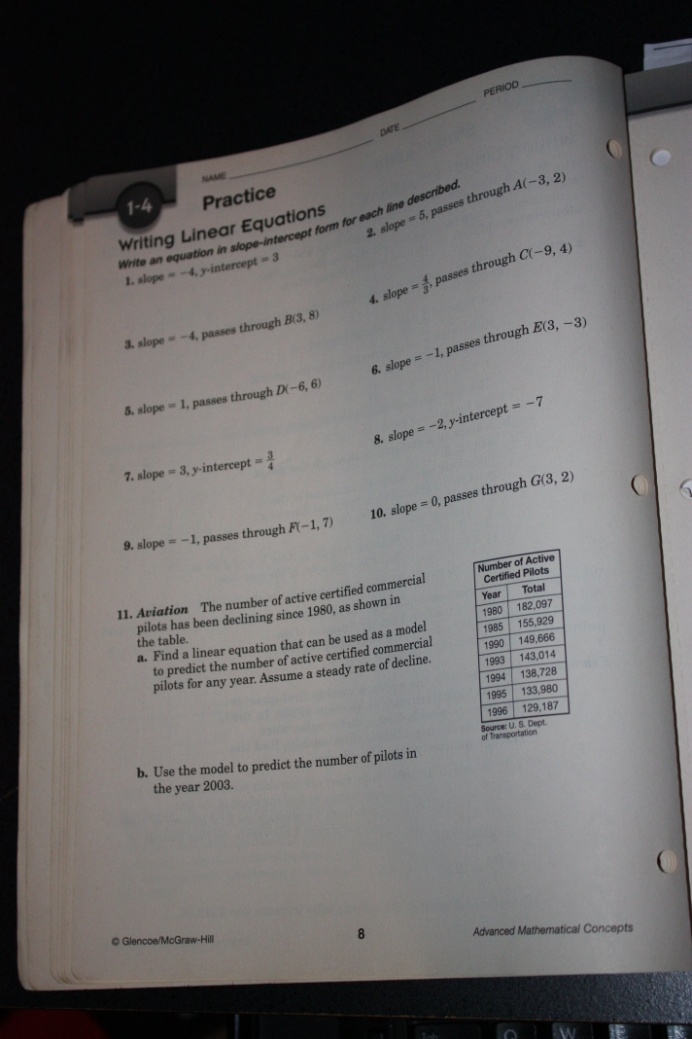 NAME DATE PERIOD
1-4
Practice
Writing Linear Equations
Write an equation in slope-intercept form for each line described.
1. slope = −4, y-intercept = 3
2. slope = 5, passes through A(−3, 2)
3. slope = −4, passes through B(3, 8)
4. slope = 4/3, passes through C(−9, 4)
5. slope = 1, passes through D(−6, 6)
6. slope = −1, passes through E(3, −3)
7. slope = 3, y-intercept = 3/4
8. slope = −2, y-intercept = −7
9. slope = −1, passes through F(−1, 7)
10. slope = 0, passes through G(3, 2)
11. Aviation The number of active certified commercial
pilots has been declining since 1980, as shown in
the table.
a. Find a linear equation that can be used as a model
to predict the number of active certified commercial
pilots for any year. Assume a steady rate of decline.
Number of Active
Certified Pilots
Year Total
1980 182,097
1985 155,929
1990 149,666
1993 143,014
1994 138,728
1995 133,980
1996 129,187
Source: U. S. Dept.
of Transportation
b. Use the model to predict the number of pilots in
the year 2003.
© Glencoe/McGraw-Hill
8
Advanced Mathematical Concepts
W